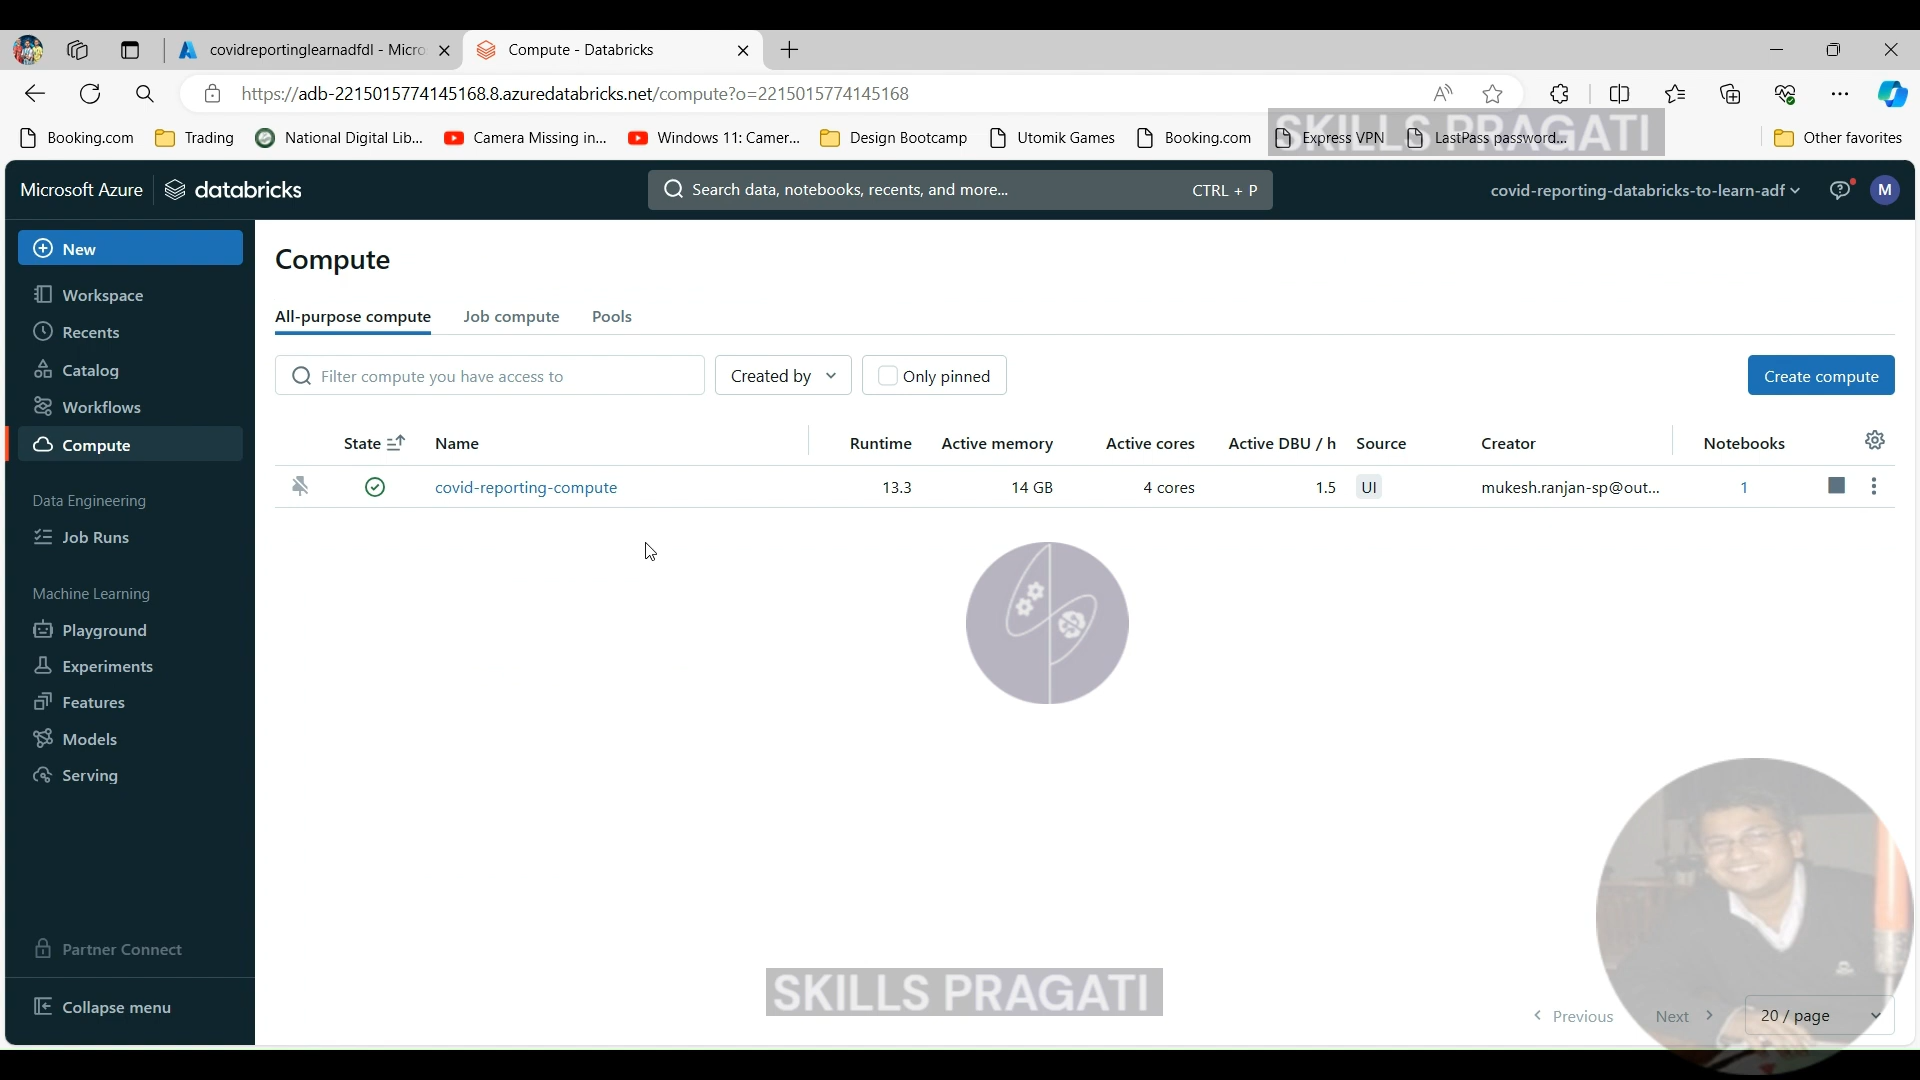 covidreportinglearnadfdl - Micro
Compute - Databricks
https://adb-2215015774145168.8.azuredatabricks.net/compute?o=2215015774145168
Booking.com
Trading
National Digital Lib...
Camera Missing in...
Windows 11: Camer...
Design Bootcamp
Utomik Games
Booking.com
Express VPN
LastPass password...
Other favorites
SKILLS PRAGATI
Microsoft Azure
databricks
Search data, notebooks, recents, and more...
CTRL + P
covid-reporting-databricks-to-learn-adf
M
New
Workspace
Recents
Catalog
Workflows
Compute
Data Engineering
Job Runs
Machine Learning
Playground
Experiments
Features
Models
Serving
Partner Connect
Collapse menu
Compute
All-purpose compute
Job compute
Pools
Filter compute you have access to
Created by
Only pinned
Create compute
State
Name
Runtime
Active memory
Active cores
Active DBU / h
Source
Creator
Notebooks
covid-reporting-compute
13.3
14 GB
4 cores
1.5
UI
mukesh.ranjan-sp@out...
1
SKILLS PRAGATI
Previous
Next
20 / page